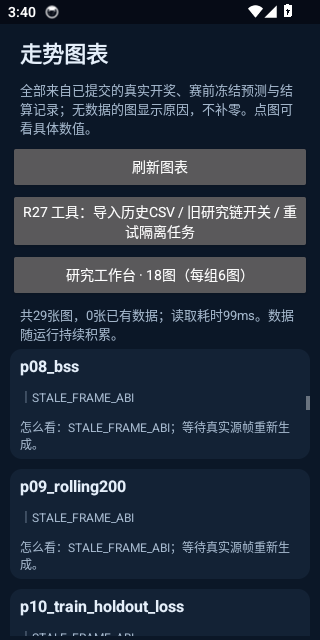 3:40
走势图表
全部来自已提交的真实开奖、赛前冻结预测与结
算记录；无数据的图显示原因，不补零。点图可
看具体数值。
刷新图表
R27 工具：导入历史CSV / 旧研究链开关 / 重
试隔离任务
研究工作台 · 18图（每组6图）
共29张图，0张已有数据；读取耗时99ms。数据
随运行持续积累。
p08_bss
｜STALE_FRAME_ABI
怎么看：STALE_FRAME_ABI；等待真实源帧重新生
成。
p09_rolling200
｜STALE_FRAME_ABI
怎么看：STALE_FRAME_ABI；等待真实源帧重新生
成。
p10_train_holdout_loss